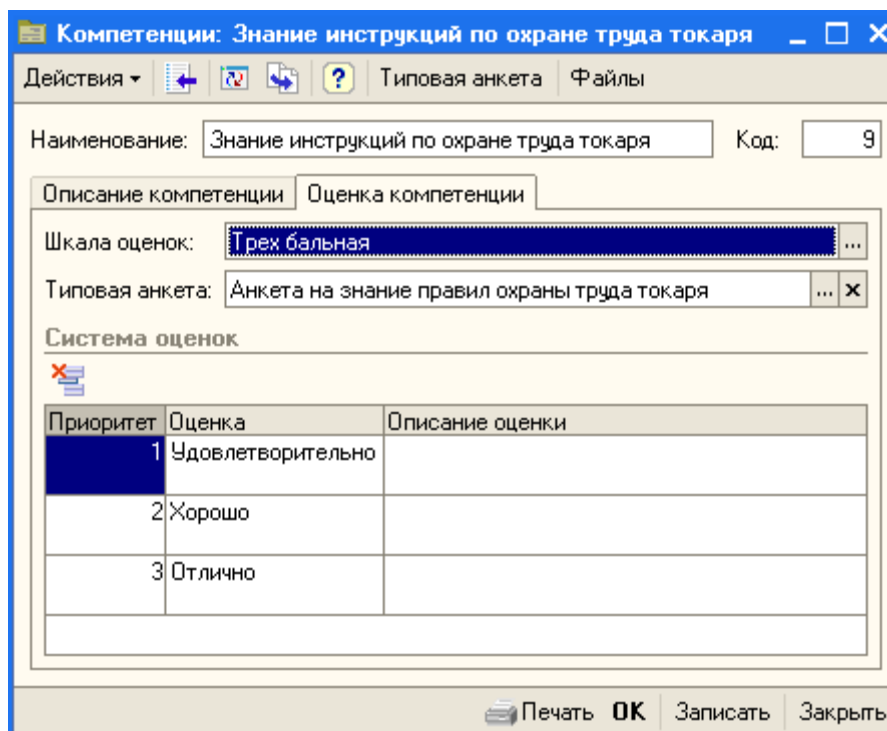 Компетенции: Знание инструкций по охране труда токаря
Действия ? Типовая анкета Файлы
Наименование: Знание инструкций по охране труда токаря Код: 9
Описание компетенции Оценка компетенции
Шкала оценок: Трех бальная ...
Типовая анкета: Анкета на знание правил охраны труда токаря ... x
Система оценок
Приоритет Оценка Описание оценки
1 Удовлетворительно
2 Хорошо
3 Отлично
Печать OK Записать Закрыть